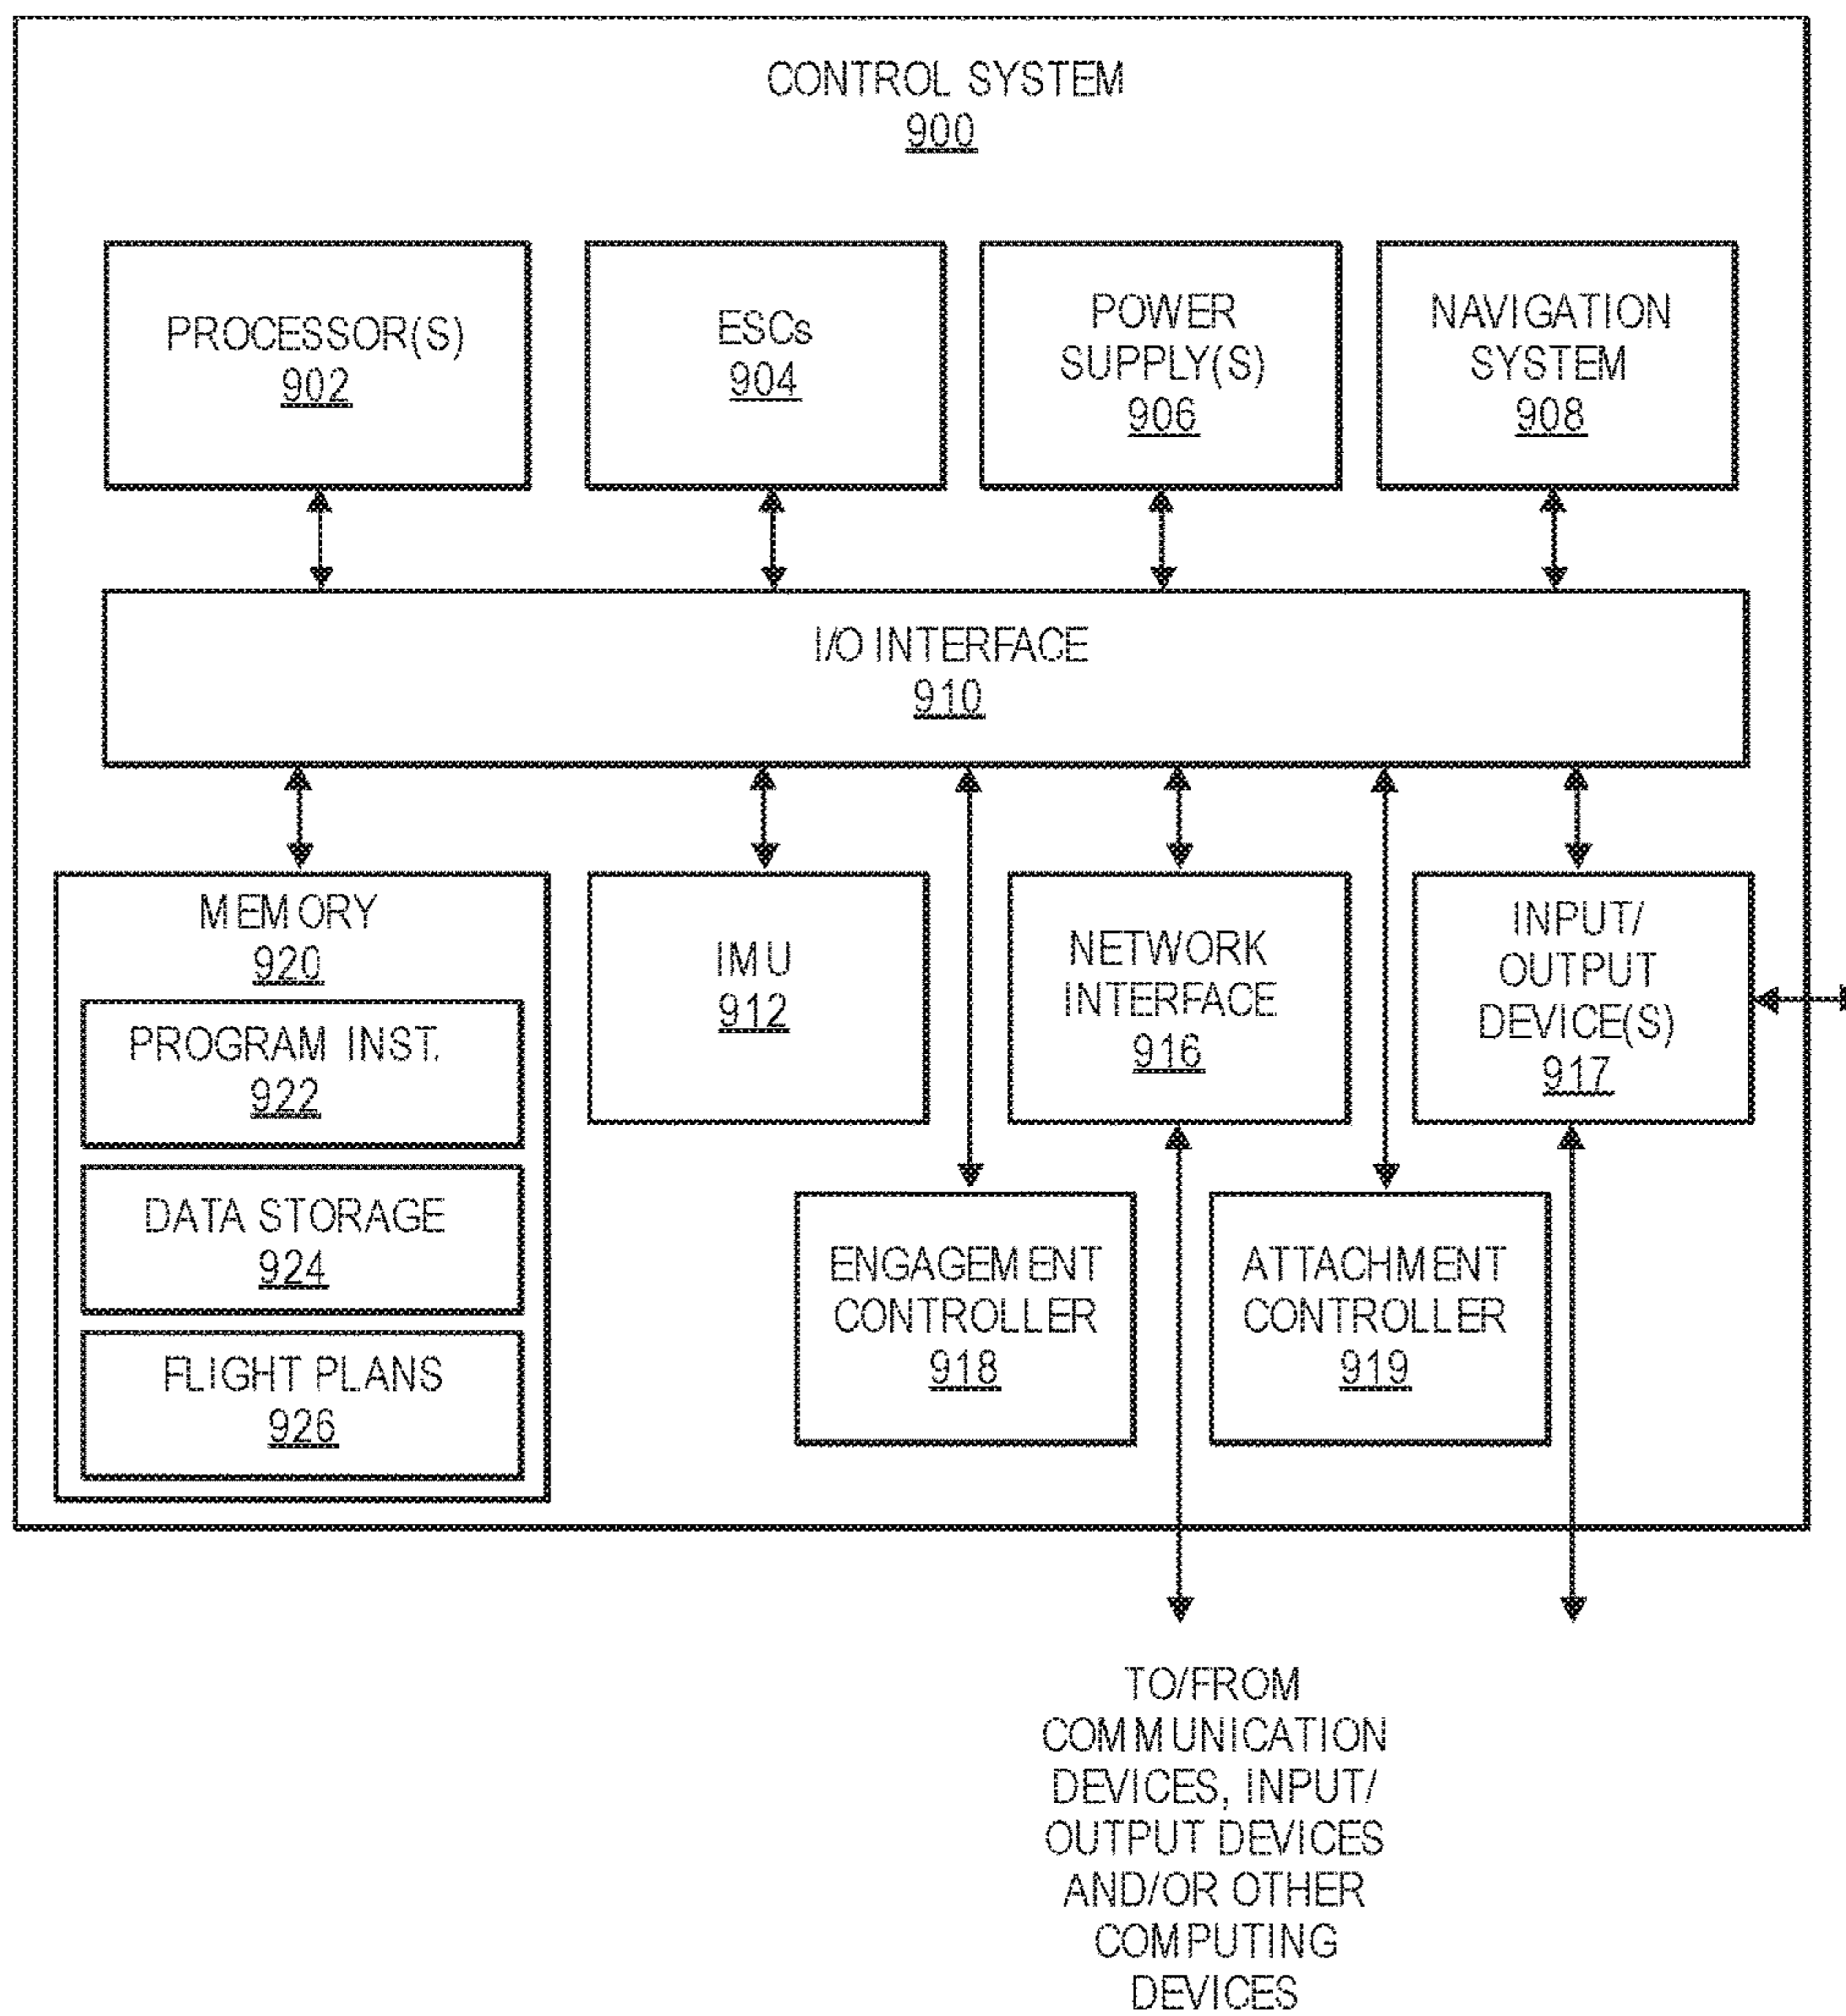 CONTROL SYSTEM
900
PROCESSOR(S)
902
ESCs
904
POWER
SUPPLY(S)
906
NAVIGATION
SYSTEM
908
I/O INTERFACE
910
MEMORY
920
PROGRAM INST.
922
DATA STORAGE
924
FLIGHT PLANS
926
IMU
912
NETWORK
INTERFACE
916
INPUT/
OUTPUT
DEVICE(S)
917
ENGAGEMENT
CONTROLLER
918
ATTACHMENT
CONTROLLER
919
TO/FROM
COMMUNICATION
DEVICES, INPUT/
OUTPUT DEVICES
AND/OR OTHER
COMPUTING
DEVICES